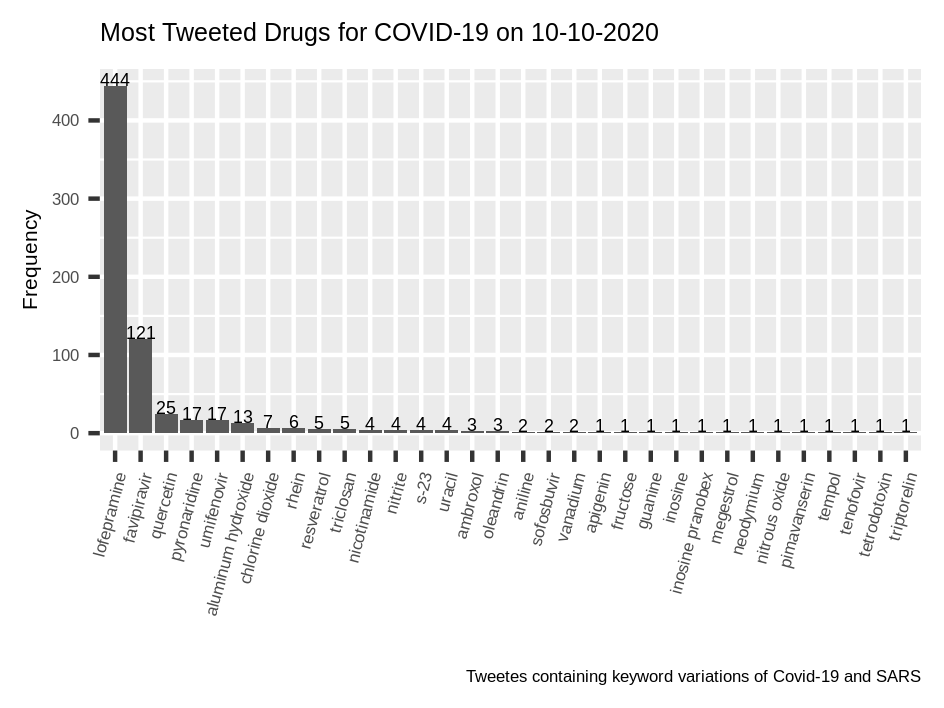 Most Tweeted Drugs for COVID-19 on 10-10-2020
Frequency
400
300
200
100
0
444
121
25
17
17
13
7
6
5
5
4
4
4
4
3
3
2
2
2
1
1
1
1
1
1
1
1
1
1
1
1
1
lofepramine
favipiravir
quercetin
pyronaridine
umifenovir
aluminum hydroxide
chlorine dioxide
rhein
resveratrol
triclosan
nicotinamide
nitrite
s-23
uracil
ambroxol
oleandrin
aniline
sofosbuvir
vanadium
apigenin
fructose
guanine
inosine
inosine pranobex
megestrol
neodymium
nitrous oxide
pimavanserin
tempol
tenofovir
tetrodotoxin
triptorelin
Tweetes containing keyword variations of Covid-19 and SARS